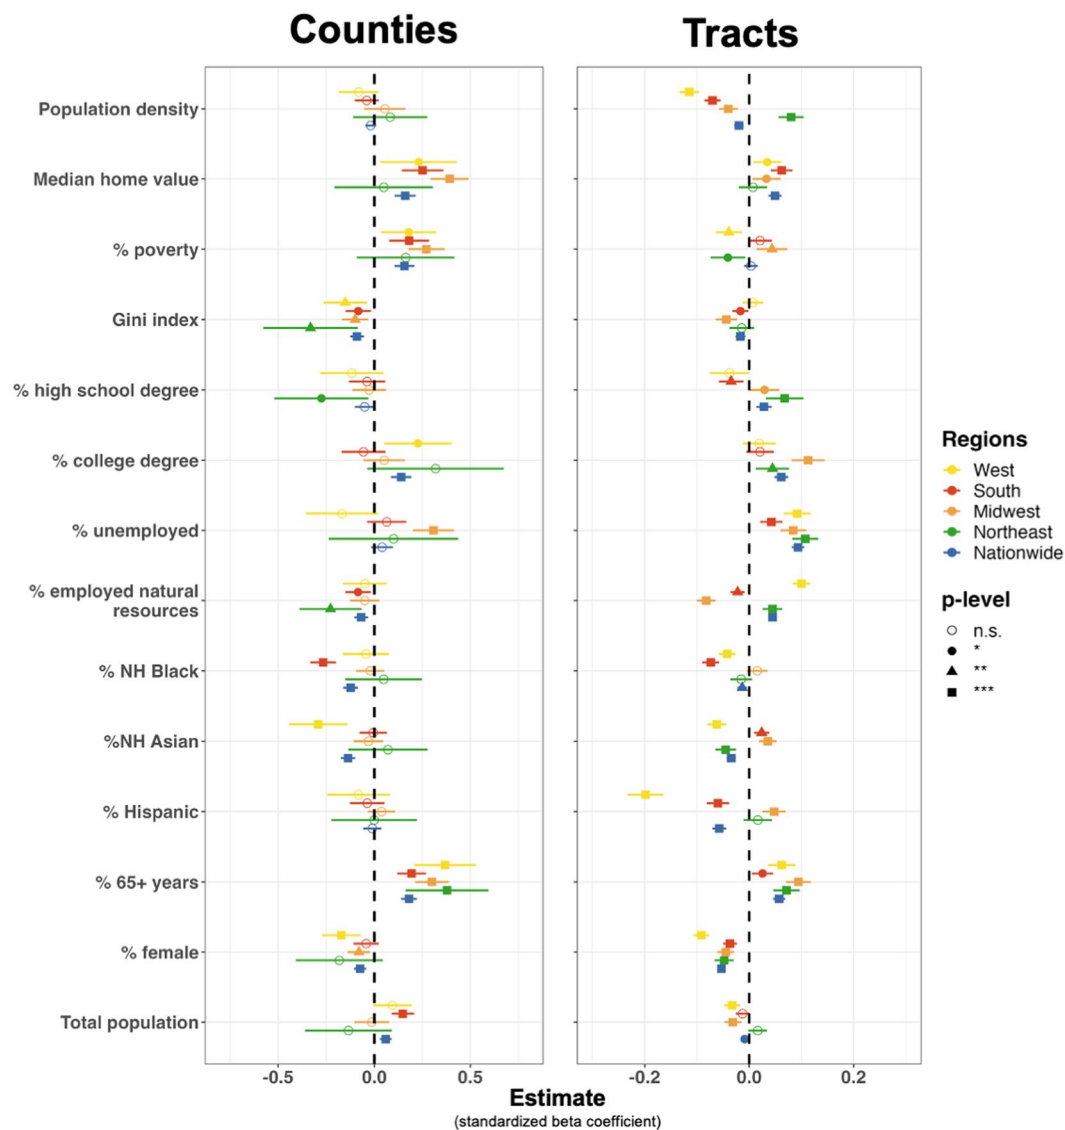 Counties
Tracts
Population density
Median home value
% poverty
Gini index
% high school degree
% college degree
% unemployed
% employed natural
resources
% NH Black
%NH Asian
% Hispanic
% 65+ years
% female
Total population
-0.5
0.0
0.5
-0.2
0.0
0.2
Estimate
(standardized beta coefficient)
Regions
West
South
Midwest
Northeast
Nationwide
p-level
n.s.
*
**
***